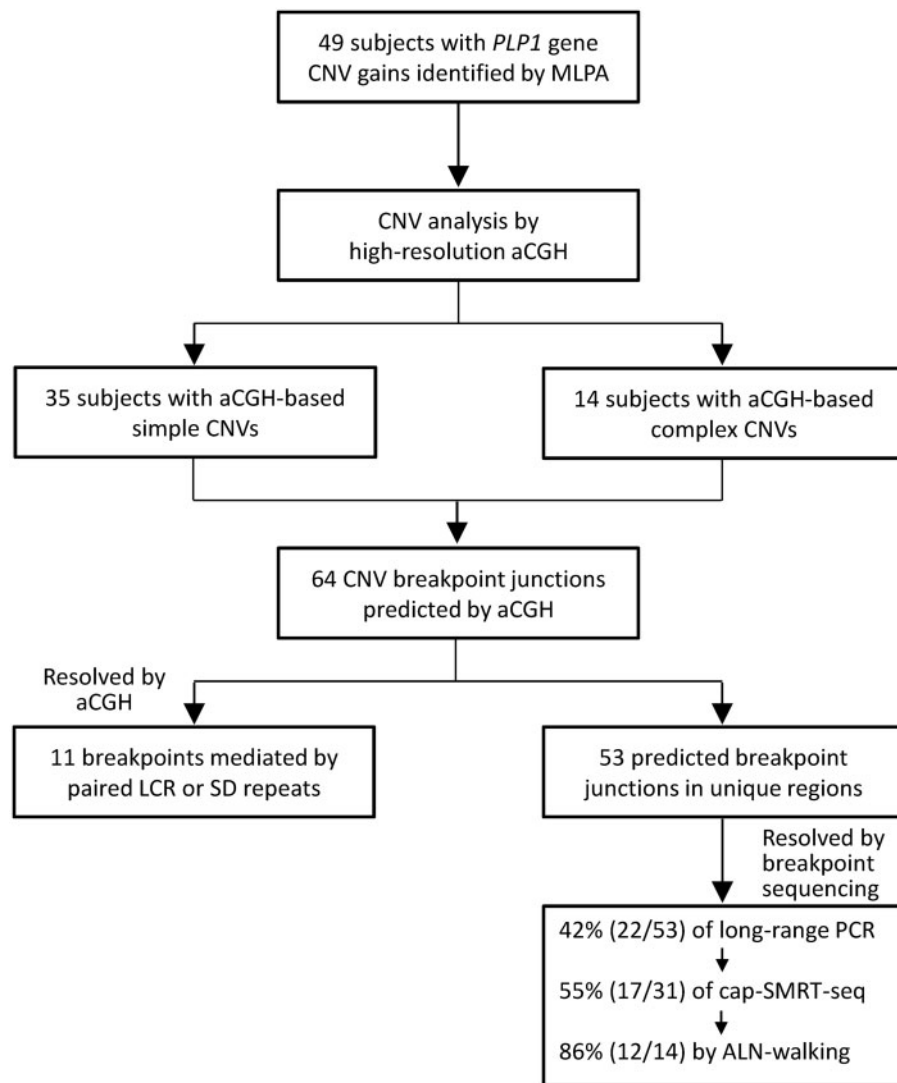 49 subjects with PLP1 gene
CNV gains identified by MLPA
CNV analysis by
high-resolution aCGH
35 subjects with aCGH-based
simple CNVs
14 subjects with aCGH-based
complex CNVs
64 CNV breakpoint junctions
predicted by aCGH
Resolved by
aCGH
11 breakpoints mediated by
paired LCR or SD repeats
53 predicted breakpoint
junctions in unique regions
Resolved by
breakpoint
sequencing
42% (22/53) of long-range PCR
55% (17/31) of cap-SMRT-seq
86% (12/14) by ALN-walking